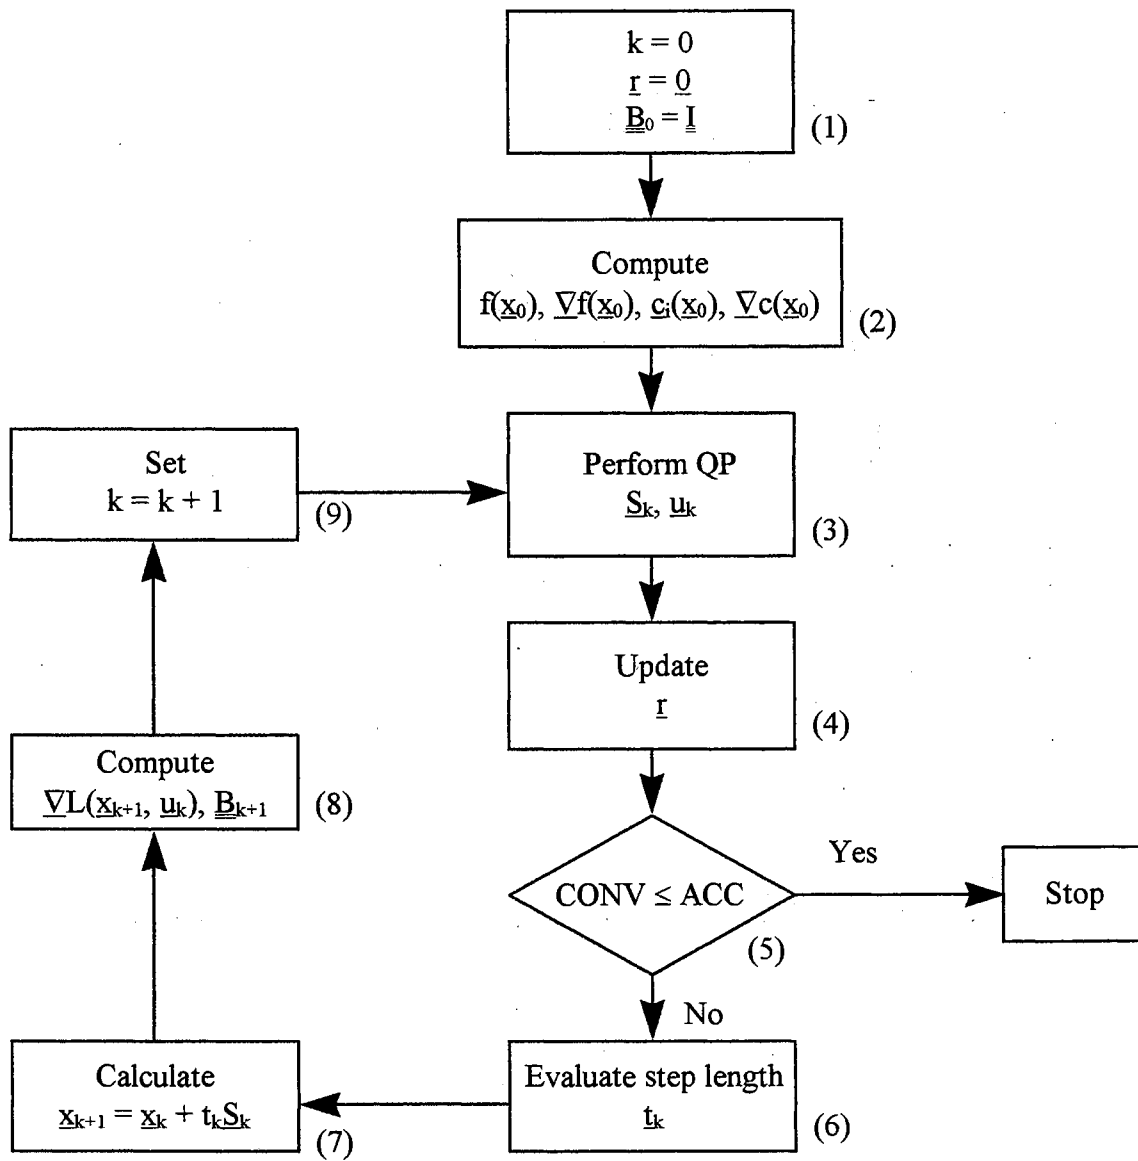 k = 0
r = 0
B₀ = I
(1)
Compute
f(x₀), ∇f(x₀), cᵢ(x₀), ∇c(x₀)
(2)
Perform QP
Sₖ, uₖ
(3)
Update
r
(4)
CONV ≤ ACC
(5)
Yes
Stop
No
Evaluate step length
tₖ
(6)
Calculate
xₖ₊₁ = xₖ + tₖSₖ
(7)
Compute
∇L(xₖ₊₁, uₖ), Bₖ₊₁
(8)
Set
k = k + 1
(9)